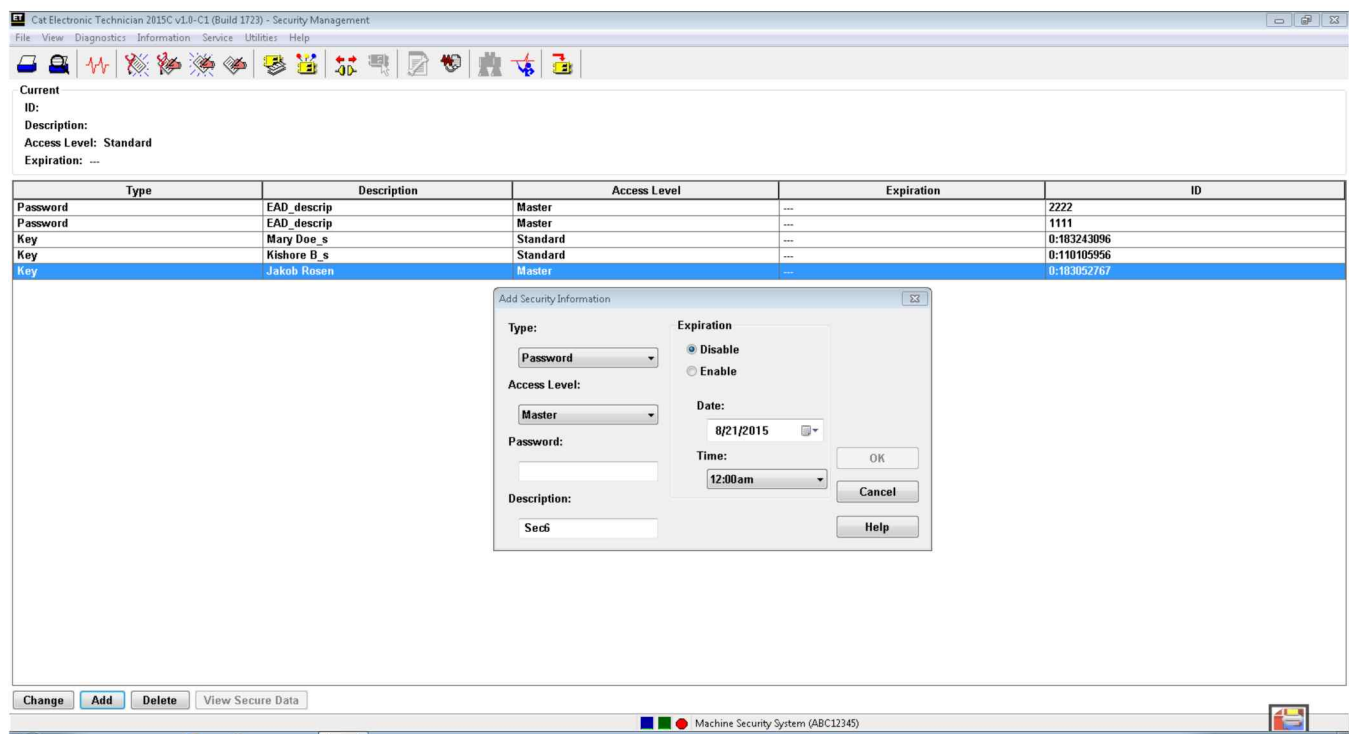 ET Cat Electronic Technician 2015C v1.0-C1 (Build 1723) - Security Management
File View Diagnostics Information Service Utilities Help
Current
ID:
Description:
Access Level: Standard
Expiration: ---
Type Description Access Level Expiration ID
Password EAD_descrip Master --- 2222
Password EAD_descrip Master --- 1111
Key Mary Doe_s Standard --- 0:183243096
Key Kishore B_s Standard --- 0:110105956
Key Jakob Rosen Master --- 0:183052767
Add Security Information
Type:
Password
Access Level:
Master
Password:
Description:
Sec6
Expiration
Disable
Enable
Date:
8/21/2015
Time:
12:00am
OK
Cancel
Help
Change Add Delete View Secure Data
Machine Security System (ABC12345)